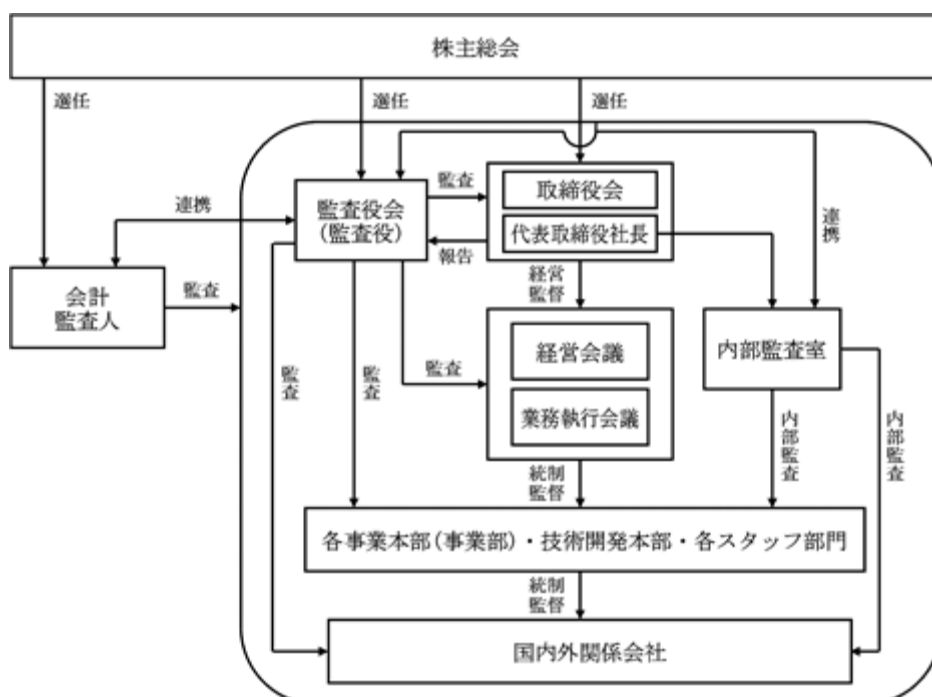 株主総会
選任
選任
選任
監査役会
(監査役)
監査
取締役会
代表取締役社長
報告
連携
連携
会計
監査人
監査
経営
監督
監査
監査
監査
経営会議
業務執行会議
内部監査室
内部監査
内部監査
統制
監督
各事業本部(事業部)・技術開発本部・各スタッフ部門
統制
監督
国内外関係会社